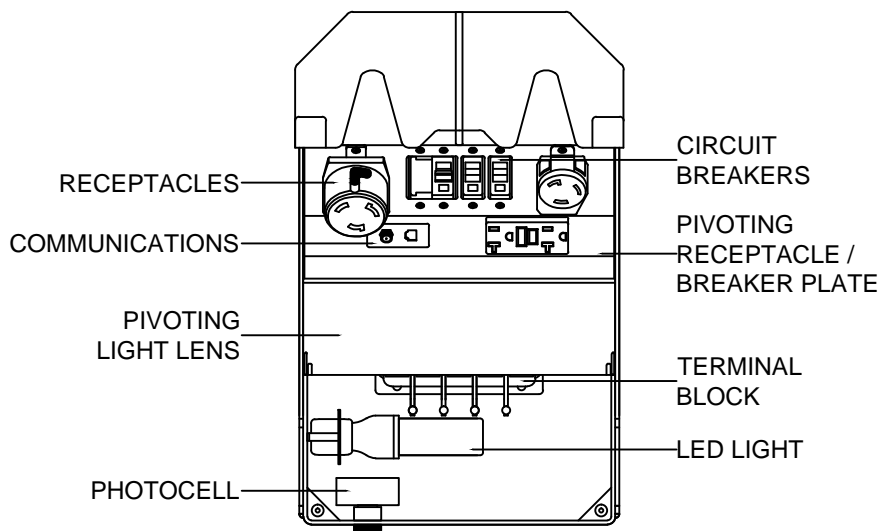 RECEPTACLES
COMMUNICATIONS
PIVOTING
LIGHT LENS
PHOTOCELL
CIRCUIT
BREAKERS
PIVOTING
RECEPTACLE /
BREAKER PLATE
TERMINAL
BLOCK
LED LIGHT